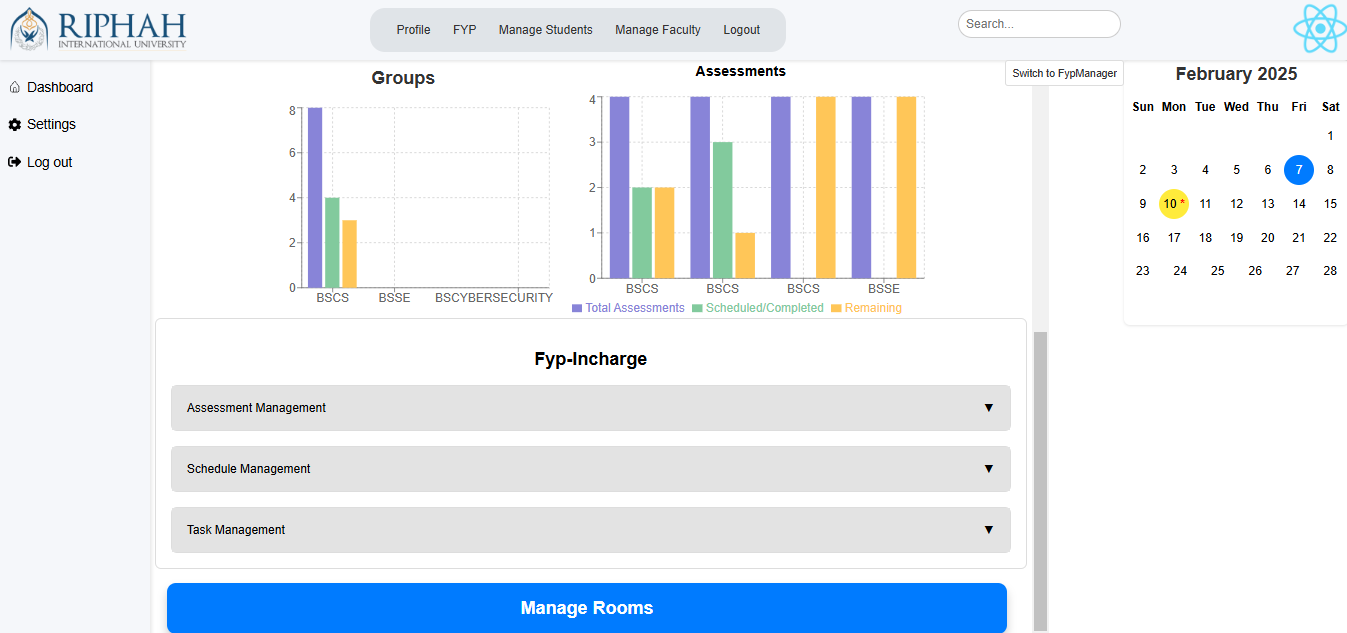 RIPHAH
INTERNATIONAL UNIVERSITY
Profile FYP Manage Students Manage Faculty Logout
Search...
Dashboard
Settings
Log out
Groups
8
6
4
2
0
BSCS BSSE BSCYBERSECURITY
Assessments
4
3
2
1
0
BSCS BSCS BSCS BSSE
Total Assessments Scheduled/Completed Remaining
Switch to FypManager
February 2025
Sun Mon Tue Wed Thu Fri Sat
1
2 3 4 5 6 7 8
9 10 * 11 12 13 14 15
16 17 18 19 20 21 22
23 24 25 26 27 28
Fyp-Incharge
Assessment Management ▼
Schedule Management ▼
Task Management ▼
Manage Rooms